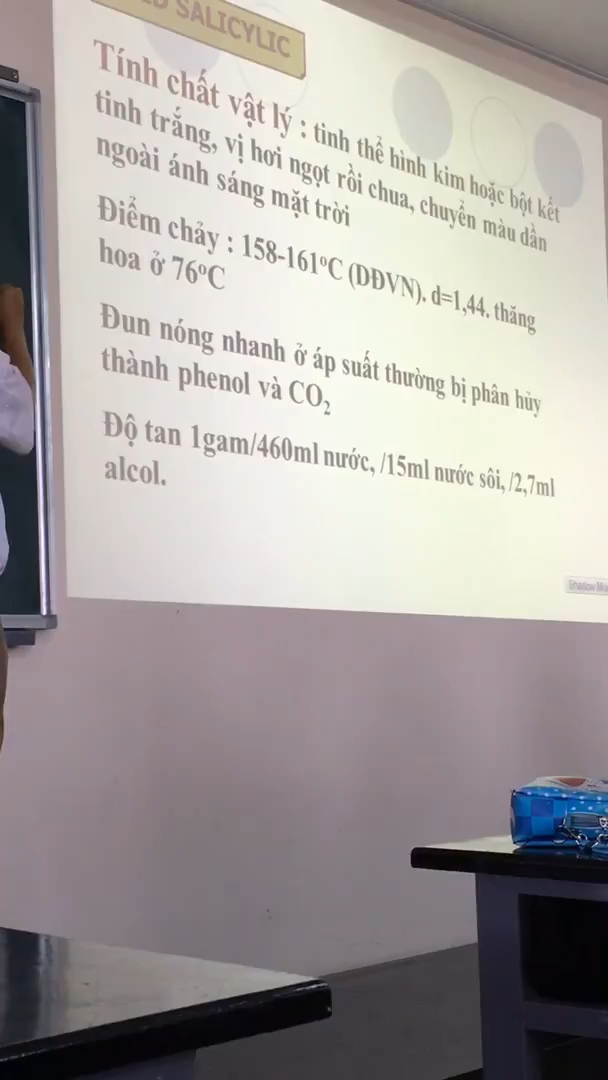 SALICYLIC
Tính chất vật lý : tinh thể hình kim hoặc bột kết
tinh trắng, vị hơi ngọt rồi chua, chuyển màu dần
ngoài ánh sáng mặt trời
Điểm chảy : 158-161ºC (DĐVN). d=1,44. thăng
hoa ở 76ºC
Đun nóng nhanh ở áp suất thường bị phân hủy
thành phenol và CO₂
Độ tan 1gam/460ml nước, /15ml nước sôi, /2,7ml
alcol.